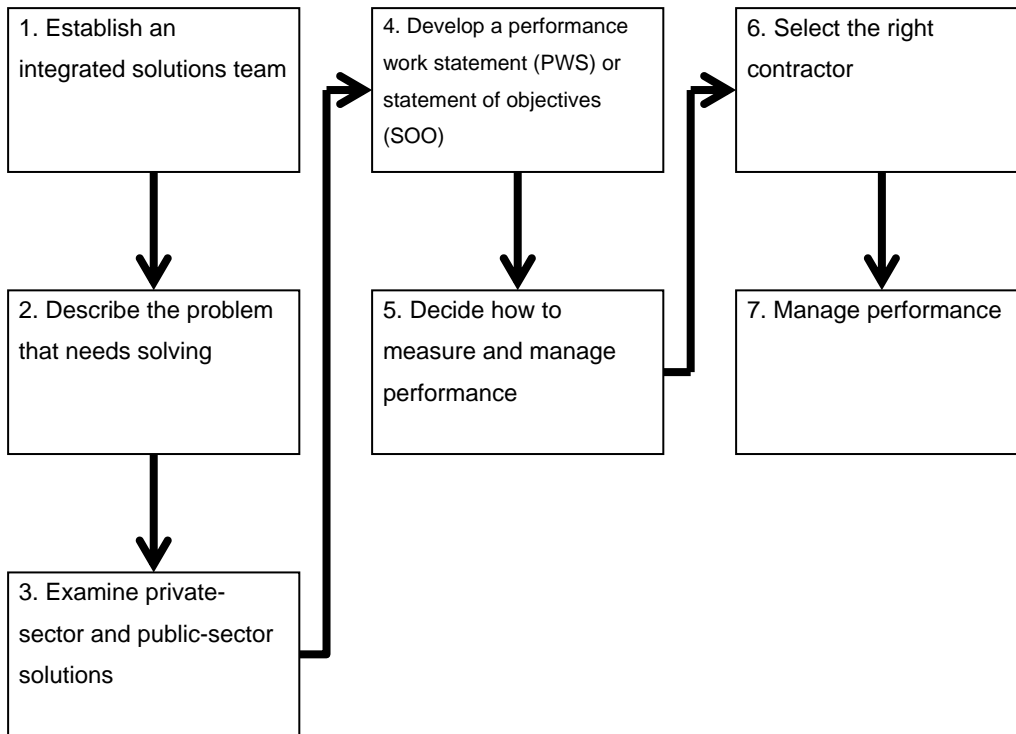 1. Establish an
integrated solutions team
2. Describe the problem
that needs solving
3. Examine private-
sector and public-sector
solutions
4. Develop a performance
work statement (PWS) or
statement of objectives
(SOO)
5. Decide how to
measure and manage
performance
6. Select the right
contractor
7. Manage performance